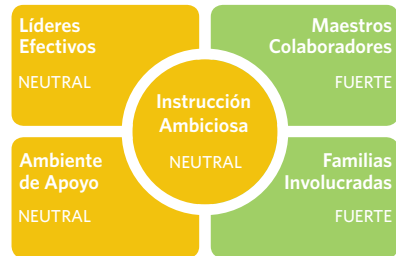 Líderes
Efectivos
NEUTRAL
Maestros
Colaboradores
FUERTE
Instrucción
Ambiciosa
NEUTRAL
Ambiente
de Apoyo
NEUTRAL
Familias
Involucradas
FUERTE